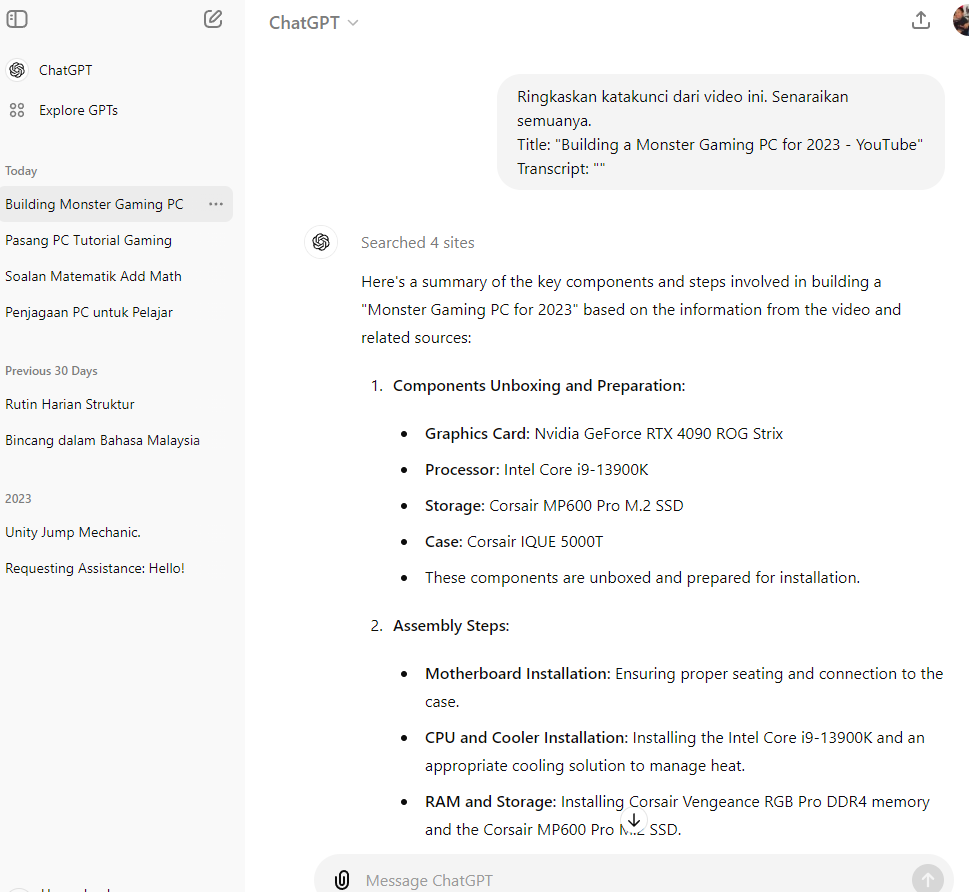 ChatGPT
Explore GPTs
Today
Building Monster Gaming PC
Pasang PC Tutorial Gaming
Soalan Matematik Add Math
Penjagaan PC untuk Pelajar
Previous 30 Days
Rutin Harian Struktur
Bincang dalam Bahasa Malaysia
2023
Unity Jump Mechanic.
Requesting Assistance: Hello!
ChatGPT
Ringkaskan katakunci dari video ini. Senaraikan
semuanya.
Title: "Building a Monster Gaming PC for 2023 - YouTube"
Transcript: ""
Searched 4 sites
Here's a summary of the key components and steps involved in building a
"Monster Gaming PC for 2023" based on the information from the video and
related sources:
1. Components Unboxing and Preparation:
• Graphics Card: Nvidia GeForce RTX 4090 ROG Strix
• Processor: Intel Core i9-13900K
• Storage: Corsair MP600 Pro M.2 SSD
• Case: Corsair IQUE 5000T
• These components are unboxed and prepared for installation.
2. Assembly Steps:
• Motherboard Installation: Ensuring proper seating and connection to the
case.
• CPU and Cooler Installation: Installing the Intel Core i9-13900K and an
appropriate cooling solution to manage heat.
• RAM and Storage: Installing Corsair Vengeance RGB Pro DDR4 memory
and the Corsair MP600 Pro M.2 SSD.
Message ChatGPT